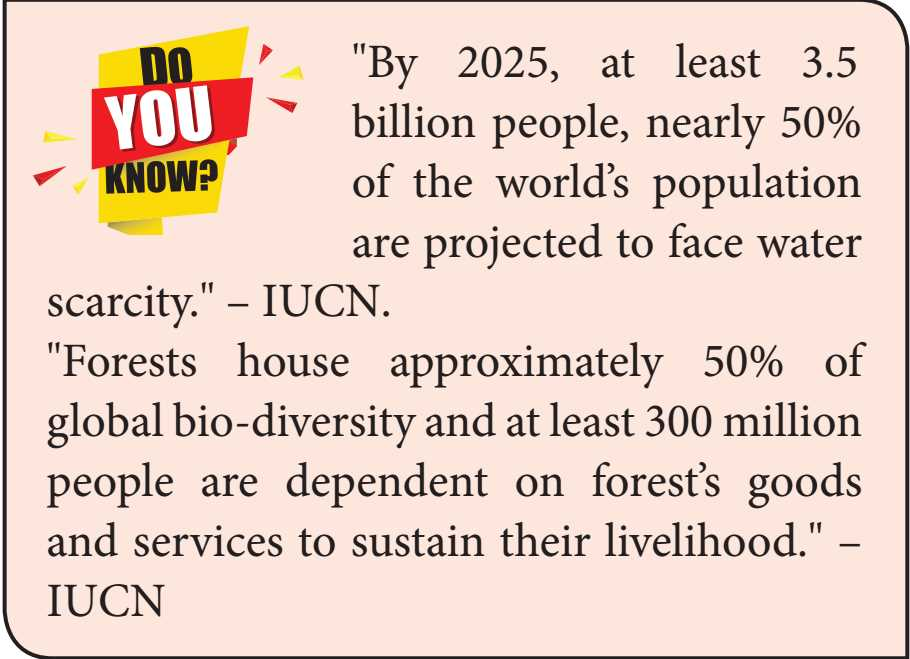 DO
YOU
KNOW?
"By 2025, at least 3.5
billion people, nearly 50%
of the world's population
are projected to face water
scarcity." – IUCN.
"Forests house approximately 50% of
global bio-diversity and at least 300 million
people are dependent on forest's goods
and services to sustain their livelihood." –
IUCN